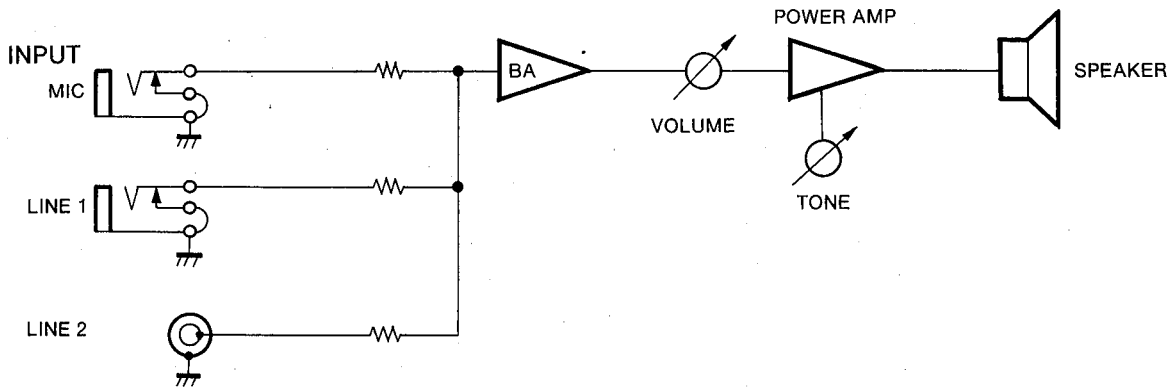 INPUT
MIC
LINE 1
LINE 2
BA
VOLUME
POWER AMP
TONE
SPEAKER